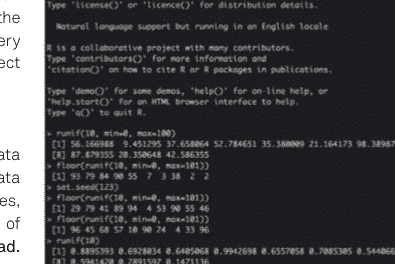 the
ery
ect
ata
ata
es,
of
ad.
Type 'license()' or 'licence()' for distribution details.
Natural language support but running in an English locale
R is a collaborative project with many contributors.
Type 'contributors()' for more information and
'citation()' on how to cite R or R packages in publications.
Type 'demo()' for some demos, 'help()' for on-line help, or
'help.start()' for an HTML browser interface to help.
Type 'q()' to quit R.
> runif(10, min=0, max=100)
[1] 56.166988 9.451295 37.658064 52.784651 35.380009 21.164173 98.38987
[8] 87.879355 20.350648 42.586355
> floor(runif(10, min=0, max=101))
[1] 93 79 84 90 55 7 3 38 2 2
> set.seed(123)
> floor(runif(10, min=0, max=101))
[1] 29 79 41 89 94 4 53 90 55 46
> floor(runif(10, min=0, max=101))
[1] 96 45 68 57 10 90 24 4 33 96
> runif(10)
[1] 0.8895393 0.6928034 0.6405068 0.9942698 0.6557058 0.7085305 0.544066
[8] 0.5941420 0.2891597 0.1471136